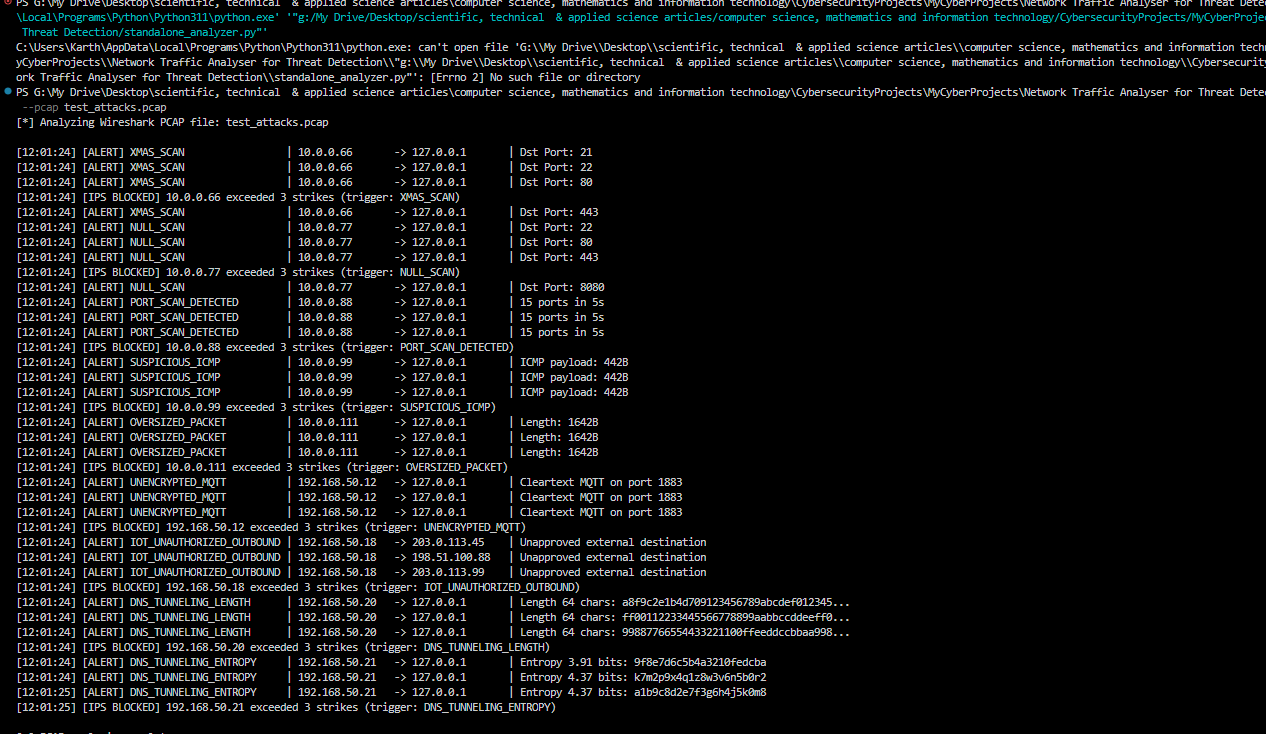 PS G:\My Drive\Desktop\scientific, technical  & applied science articles\computer science, mathematics and information technology\CybersecurityProjects\MyCyberProjects\Network Traffic Analyser for Threat Detec
\Local\Programs\Python\Python311\python.exe' '"g:/My Drive/Desktop/scientific, technical  & applied science articles/computer science, mathematics and information technology/CybersecurityProjects/MyCyberProje
Threat Detection/standalone_analyzer.py"'
C:\Users\Karth\AppData\Local\Programs\Python\Python311\python.exe: can't open file 'G:\\My Drive\\Desktop\\scientific, technical  & applied science articles\\computer science, mathematics and information techn
yCyberProjects\\Network Traffic Analyser for Threat Detection\\"g:\\My Drive\\Desktop\\scientific, technical  & applied science articles\\computer science, mathematics and information technology\\Cybersecurity
ork Traffic Analyser for Threat Detection\\standalone_analyzer.py"': [Errno 2] No such file or directory
PS G:\My Drive\Desktop\scientific, technical  & applied science articles\computer science, mathematics and information technology\CybersecurityProjects\MyCyberProjects\Network Traffic Analyser for Threat Detec
--pcap test_attacks.pcap
[*] Analyzing Wireshark PCAP file: test_attacks.pcap
[12:01:24] [ALERT] XMAS_SCAN | 10.0.0.66 -> 127.0.0.1 | Dst Port: 21
[12:01:24] [ALERT] XMAS_SCAN | 10.0.0.66 -> 127.0.0.1 | Dst Port: 22
[12:01:24] [ALERT] XMAS_SCAN | 10.0.0.66 -> 127.0.0.1 | Dst Port: 80
[12:01:24] [IPS BLOCKED] 10.0.0.66 exceeded 3 strikes (trigger: XMAS_SCAN)
[12:01:24] [ALERT] XMAS_SCAN | 10.0.0.66 -> 127.0.0.1 | Dst Port: 443
[12:01:24] [ALERT] NULL_SCAN | 10.0.0.77 -> 127.0.0.1 | Dst Port: 22
[12:01:24] [ALERT] NULL_SCAN | 10.0.0.77 -> 127.0.0.1 | Dst Port: 80
[12:01:24] [ALERT] NULL_SCAN | 10.0.0.77 -> 127.0.0.1 | Dst Port: 443
[12:01:24] [IPS BLOCKED] 10.0.0.77 exceeded 3 strikes (trigger: NULL_SCAN)
[12:01:24] [ALERT] NULL_SCAN | 10.0.0.77 -> 127.0.0.1 | Dst Port: 8080
[12:01:24] [ALERT] PORT_SCAN_DETECTED | 10.0.0.88 -> 127.0.0.1 | 15 ports in 5s
[12:01:24] [ALERT] PORT_SCAN_DETECTED | 10.0.0.88 -> 127.0.0.1 | 15 ports in 5s
[12:01:24] [ALERT] PORT_SCAN_DETECTED | 10.0.0.88 -> 127.0.0.1 | 15 ports in 5s
[12:01:24] [IPS BLOCKED] 10.0.0.88 exceeded 3 strikes (trigger: PORT_SCAN_DETECTED)
[12:01:24] [ALERT] SUSPICIOUS_ICMP | 10.0.0.99 -> 127.0.0.1 | ICMP payload: 442B
[12:01:24] [ALERT] SUSPICIOUS_ICMP | 10.0.0.99 -> 127.0.0.1 | ICMP payload: 442B
[12:01:24] [ALERT] SUSPICIOUS_ICMP | 10.0.0.99 -> 127.0.0.1 | ICMP payload: 442B
[12:01:24] [IPS BLOCKED] 10.0.0.99 exceeded 3 strikes (trigger: SUSPICIOUS_ICMP)
[12:01:24] [ALERT] OVERSIZED_PACKET | 10.0.0.111 -> 127.0.0.1 | Length: 1642B
[12:01:24] [ALERT] OVERSIZED_PACKET | 10.0.0.111 -> 127.0.0.1 | Length: 1642B
[12:01:24] [ALERT] OVERSIZED_PACKET | 10.0.0.111 -> 127.0.0.1 | Length: 1642B
[12:01:24] [IPS BLOCKED] 10.0.0.111 exceeded 3 strikes (trigger: OVERSIZED_PACKET)
[12:01:24] [ALERT] UNENCRYPTED_MQTT | 192.168.50.12 -> 127.0.0.1 | Cleartext MQTT on port 1883
[12:01:24] [ALERT] UNENCRYPTED_MQTT | 192.168.50.12 -> 127.0.0.1 | Cleartext MQTT on port 1883
[12:01:24] [ALERT] UNENCRYPTED_MQTT | 192.168.50.12 -> 127.0.0.1 | Cleartext MQTT on port 1883
[12:01:24] [IPS BLOCKED] 192.168.50.12 exceeded 3 strikes (trigger: UNENCRYPTED_MQTT)
[12:01:24] [ALERT] IOT_UNAUTHORIZED_OUTBOUND | 192.168.50.18 -> 203.0.113.45 | Unapproved external destination
[12:01:24] [ALERT] IOT_UNAUTHORIZED_OUTBOUND | 192.168.50.18 -> 198.51.100.88 | Unapproved external destination
[12:01:24] [ALERT] IOT_UNAUTHORIZED_OUTBOUND | 192.168.50.18 -> 203.0.113.99 | Unapproved external destination
[12:01:24] [IPS BLOCKED] 192.168.50.18 exceeded 3 strikes (trigger: IOT_UNAUTHORIZED_OUTBOUND)
[12:01:24] [ALERT] DNS_TUNNELING_LENGTH | 192.168.50.20 -> 127.0.0.1 | Length 64 chars: a8f9c2e1b4d709123456789abcdef012345...
[12:01:24] [ALERT] DNS_TUNNELING_LENGTH | 192.168.50.20 -> 127.0.0.1 | Length 64 chars: ff00112233445566778899aabbccddeeff0...
[12:01:24] [ALERT] DNS_TUNNELING_LENGTH | 192.168.50.20 -> 127.0.0.1 | Length 64 chars: 99887766554433221100ffeeddccbbaa998...
[12:01:24] [IPS BLOCKED] 192.168.50.20 exceeded 3 strikes (trigger: DNS_TUNNELING_LENGTH)
[12:01:24] [ALERT] DNS_TUNNELING_ENTROPY | 192.168.50.21 -> 127.0.0.1 | Entropy 3.91 bits: 9f8e7d6c5b4a3210fedcba
[12:01:24] [ALERT] DNS_TUNNELING_ENTROPY | 192.168.50.21 -> 127.0.0.1 | Entropy 4.37 bits: k7m2p9x4q1z8w3v6n5b0r2
[12:01:25] [ALERT] DNS_TUNNELING_ENTROPY | 192.168.50.21 -> 127.0.0.1 | Entropy 4.37 bits: a1b9c8d2e7f3g6h4j5k0m8
[12:01:25] [IPS BLOCKED] 192.168.50.21 exceeded 3 strikes (trigger: DNS_TUNNELING_ENTROPY)